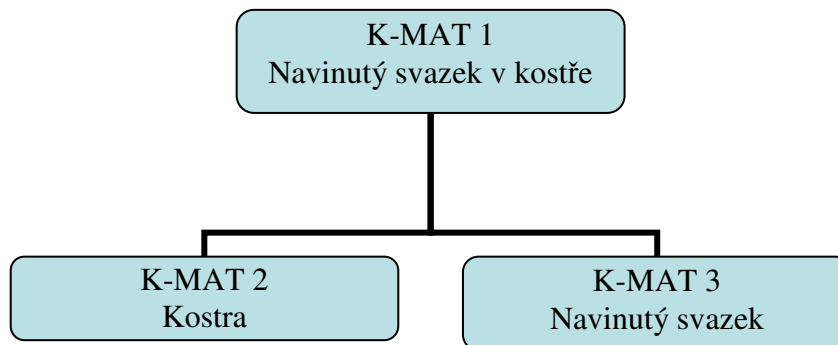 K-MAT 1
Navinutý svazek v kostře
K-MAT 2
Kostra
K-MAT 3
Navinutý svazek